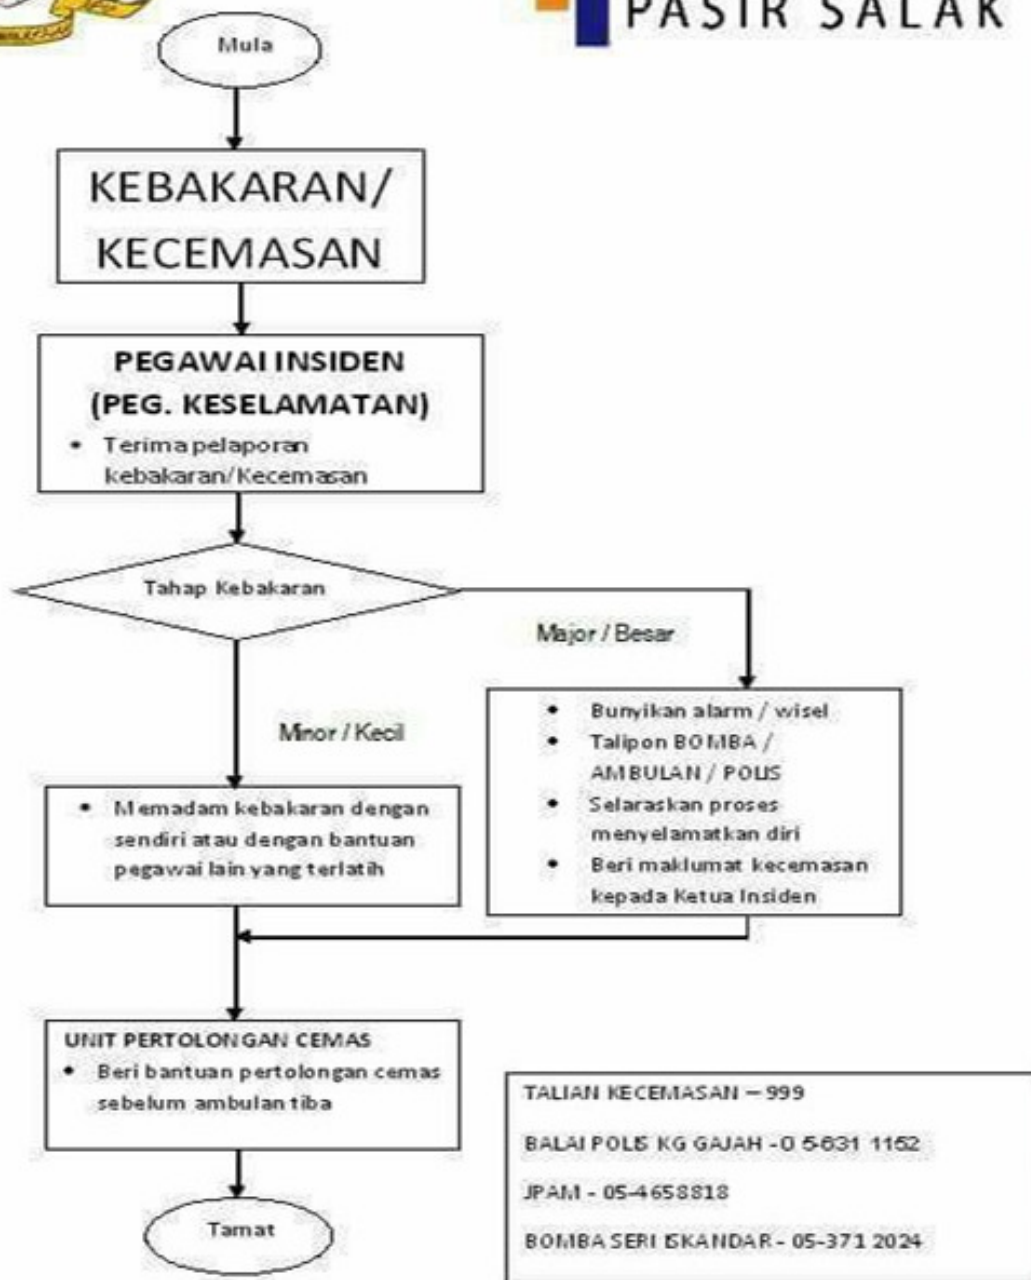 PASIR SALAK
Mula
KEBAKARAN/
KECEMASAN
PEGAWAI INSIDEN
(PEG. KESELAMATAN)
• Terima pelaporan
kebakaran/Kecemasan
Tahap Kebakaran
Major / Besar
Minor / Kecil
• Bunyikan alarm / wisel
• Talipon BOMBA /
AMBULAN / POLIS
• Selaraskan proses
menyelamatkan diri
• Beri maklumat kecemasan
kepada Ketua Insiden
• Memadam kebakaran dengan
sendiri atau dengan bantuan
pegawai lain yang terlatih
UNIT PERTOLONGAN CEMAS
• Beri bantuan pertolongan cemas
sebelum ambulan tiba
Tamat
TALIAN KECEMASAN – 999
BALAI POLIS KG GAJAH - 0 5-631 1152
JPAM - 05-4658818
BOMBA SERI ISKANDAR - 05-371 2024